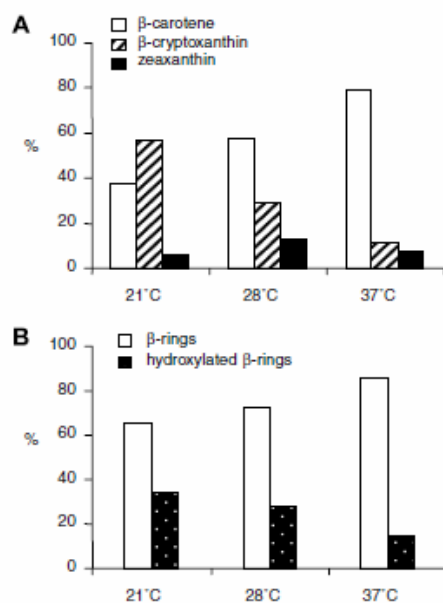 A
β-carotene
β-cryptoxanthin
zeaxanthin
100
80
60
%
40
20
0
21˚C 28˚C 37˚C
B
β-rings
hydroxylated β-rings
100
80
60
%
40
20
0
21˚C 28˚C 37˚C